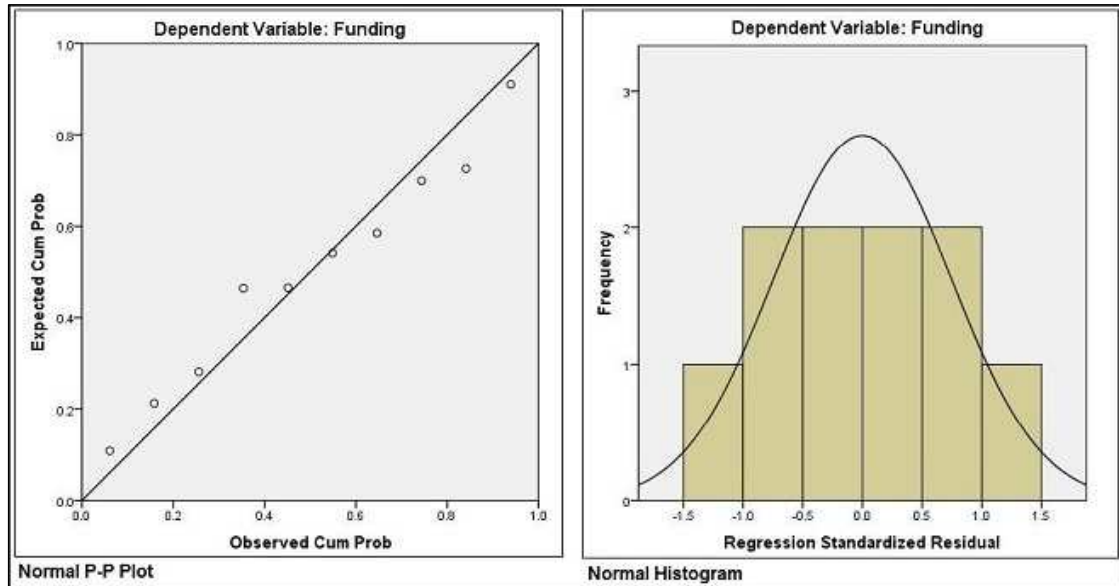 Dependent Variable: Funding
1.0
0.8
0.6
0.4
0.2
0.0
Expected Cum Prob
0.0 0.2 0.4 0.6 0.8 1.0
Observed Cum Prob
Normal P-P Plot
Dependent Variable: Funding
3
2
1
0
Frequency
-1.5 -1.0 -0.5 0.0 0.5 1.0 1.5
Regression Standardized Residual
Normal Histogram